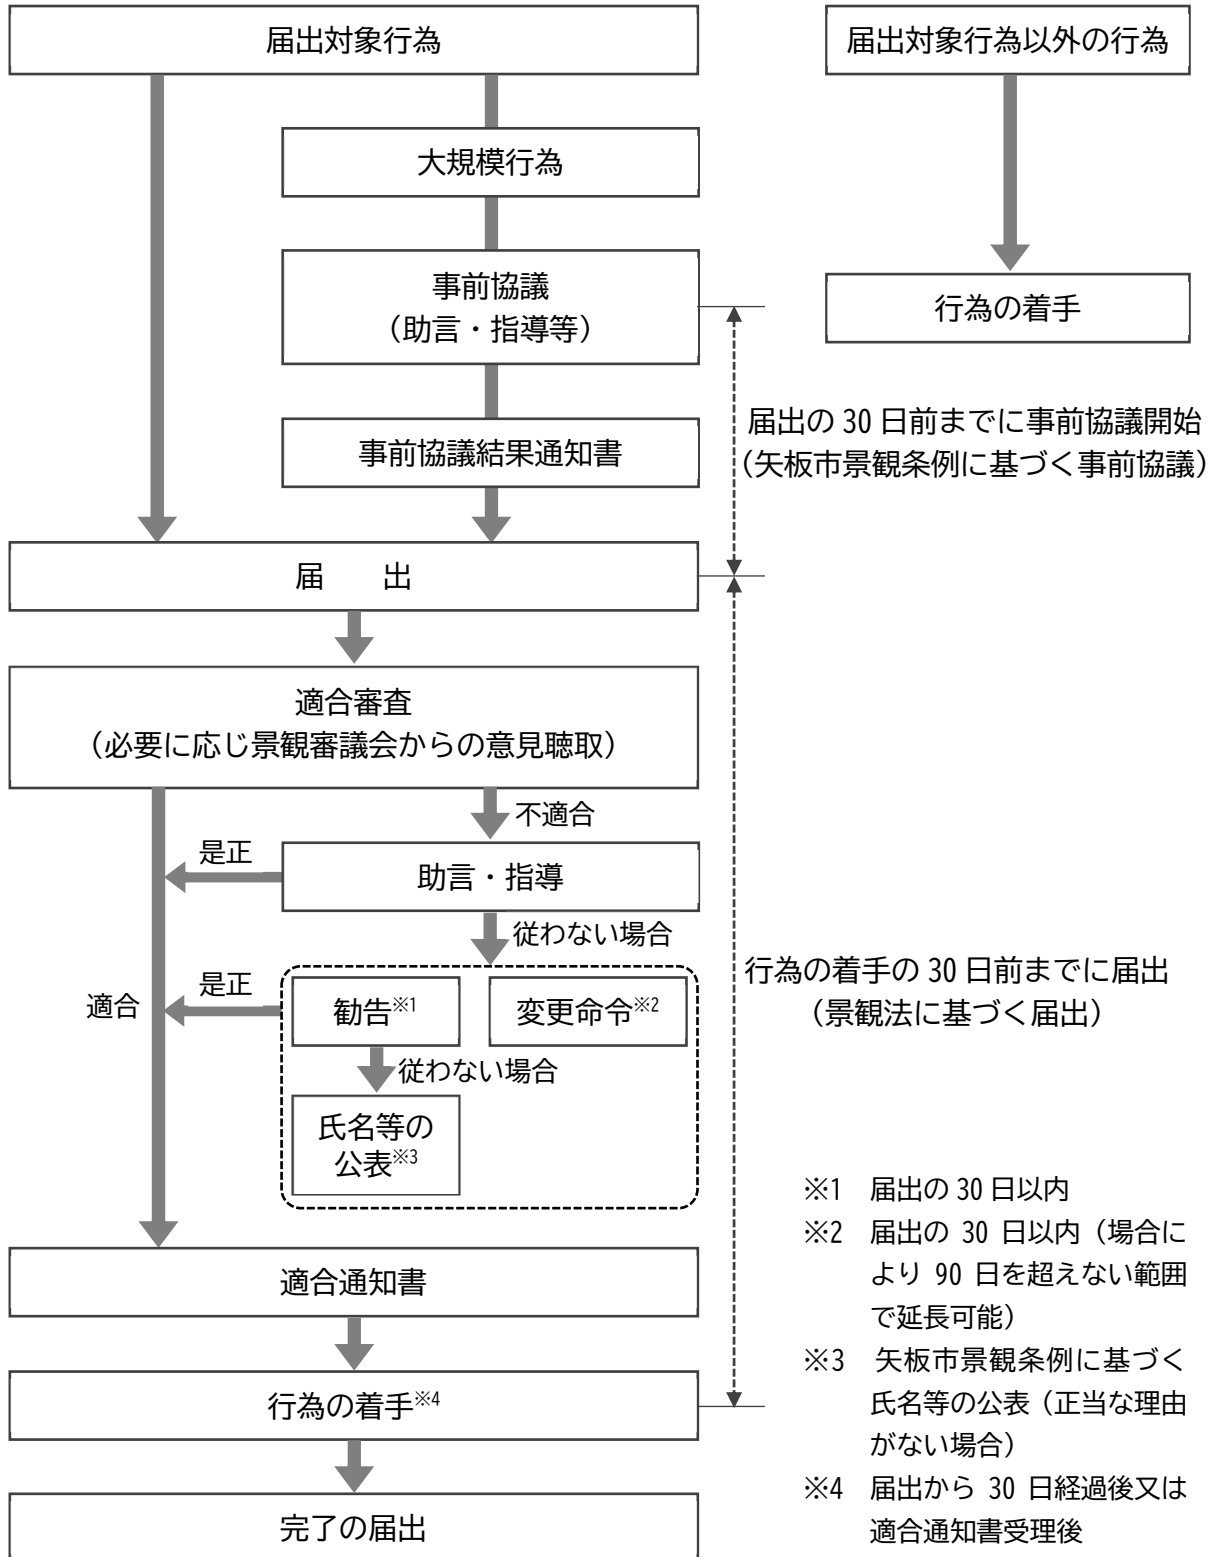 届出対象行為
届出対象行為以外の行為
大規模行為
事前協議
（助言・指導等）
行為の着手
事前協議結果通知書
届出の 30 日前までに事前協議開始
（矢板市景観条例に基づく事前協議）
届　　出
適合審査
（必要に応じ景観審議会からの意見聴取）
不適合
是正
助言・指導
従わない場合
是正
適合
勧告※1
変更命令※2
従わない場合
氏名等の
公表※3
行為の着手の 30 日前までに届出
（景観法に基づく届出）
適合通知書
行為の着手※4
完了の届出
※1　届出の 30 日以内
※2　届出の 30 日以内（場合に
より 90 日を超えない範囲
で延長可能）
※3　矢板市景観条例に基づく
氏名等の公表（正当な理由
がない場合）
※4　届出から 30 日経過後又は
適合通知書受理後